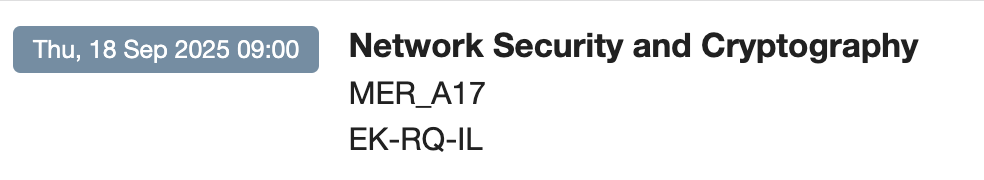 Thu, 18 Sep 2025 09:00
Network Security and Cryptography
MER_A17
EK-RQ-IL